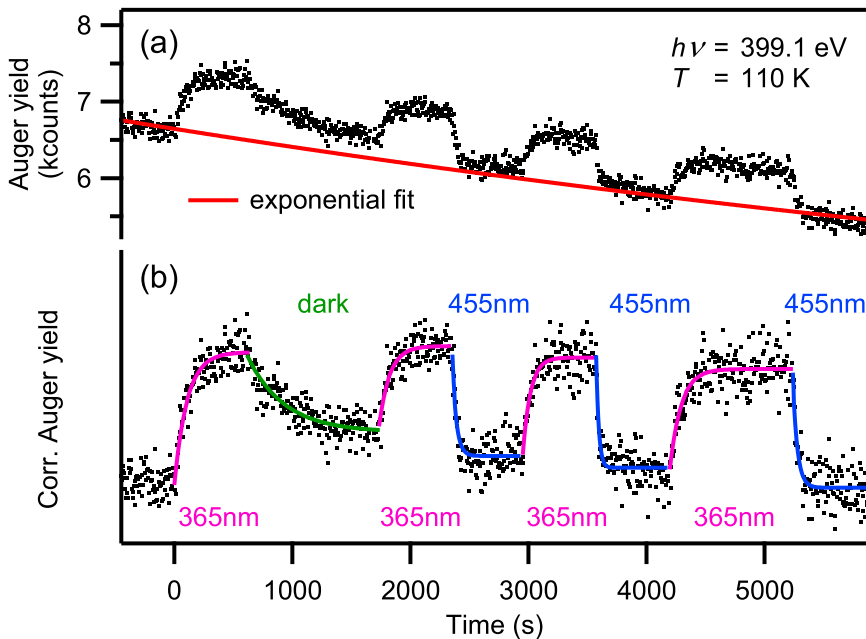 8
7
6
Auger yield
(kcounts)
(a)
hν = 399.1 eV
T = 110 K
exponential fit
(b)
dark
455nm
455nm
455nm
Corr. Auger yield
365nm
365nm
365nm
365nm
0
1000
2000
3000
4000
5000
Time (s)